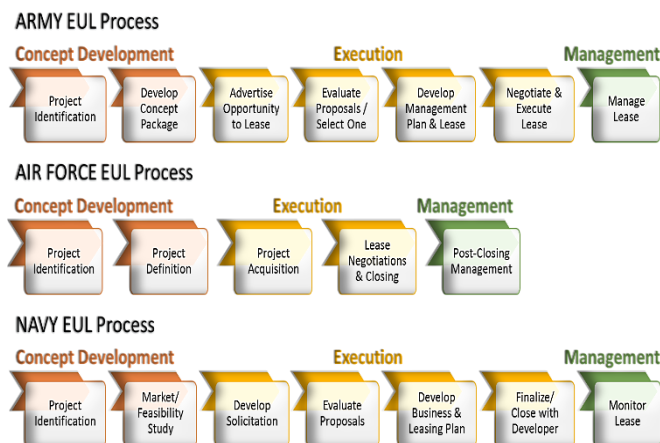 ARMY EUL Process
Concept Development Execution Management
Project
Identification
Develop
Concept
Package
Advertise
Opportunity
to Lease
Evaluate
Proposals /
Select One
Develop
Management
Plan & Lease
Negotiate &
Execute
Lease
Manage
Lease
AIR FORCE EUL Process
Concept Development Execution Management
Project
Identification
Project
Definition
Project
Acquisition
Lease
Negotiations
& Closing
Post-Closing
Management
NAVY EUL Process
Concept Development Execution Management
Project
Identification
Market/
Feasibility
Study
Develop
Solicitation
Evaluate
Proposals
Develop
Business &
Leasing Plan
Finalize/
Close with
Developer
Monitor
Lease